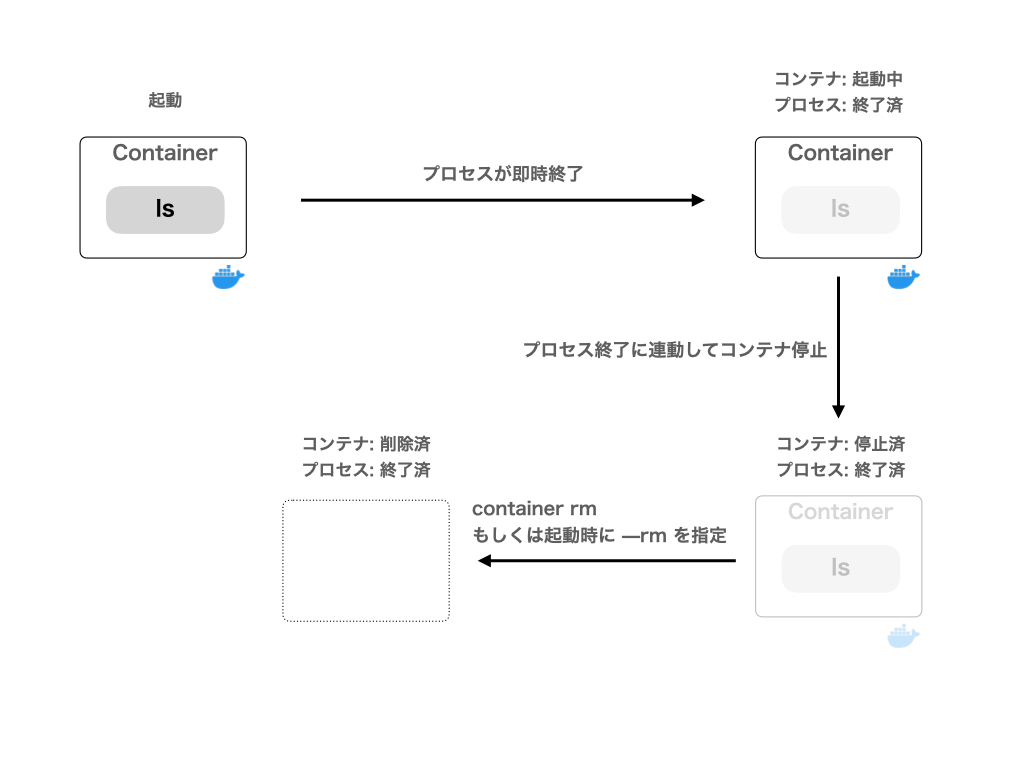 起動
Container
ls
プロセスが即時終了
コンテナ: 起動中
プロセス: 終了済
Container
ls
プロセス終了に連動してコンテナ停止
コンテナ: 停止済
プロセス: 終了済
Container
ls
container rm
もしくは起動時に —rm を指定
コンテナ: 削除済
プロセス: 終了済